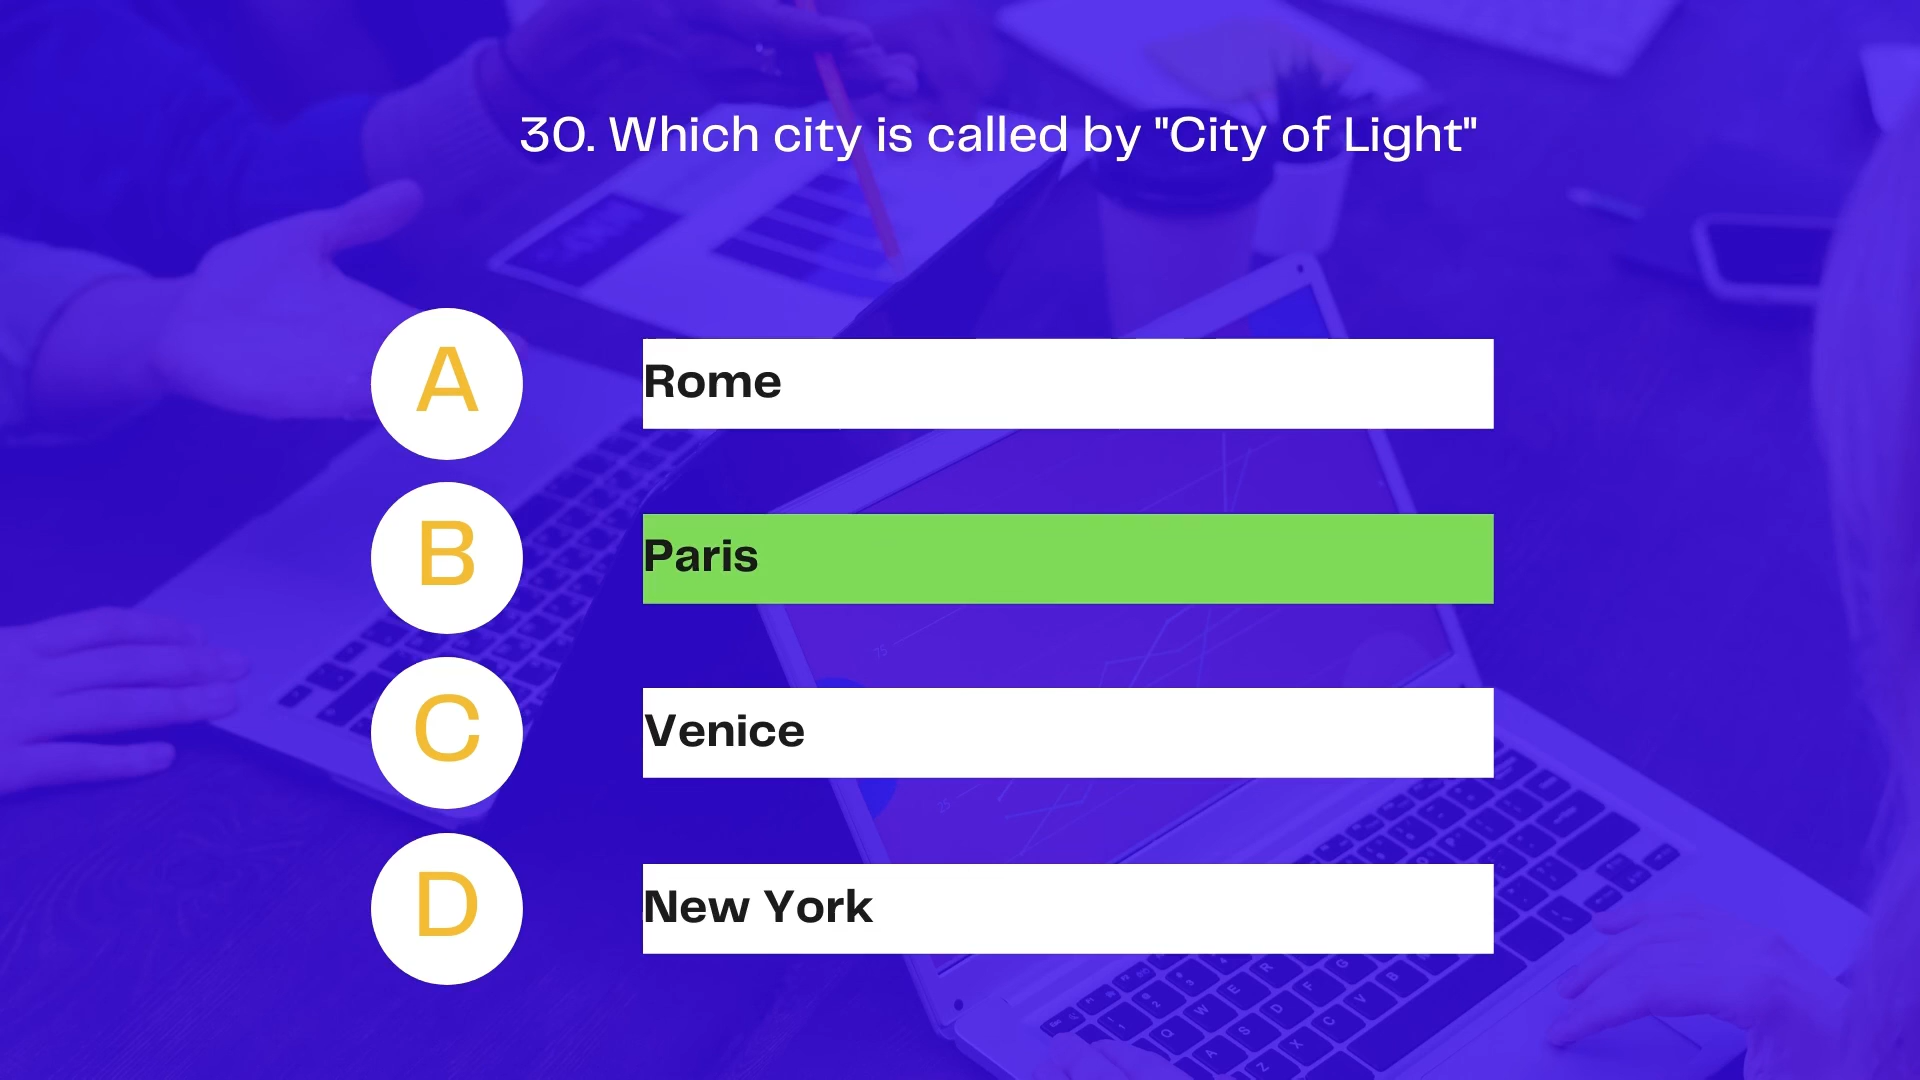 30. Which city is called by "City of Light"
A
Rome
B
Paris
C
Venice
D
New York